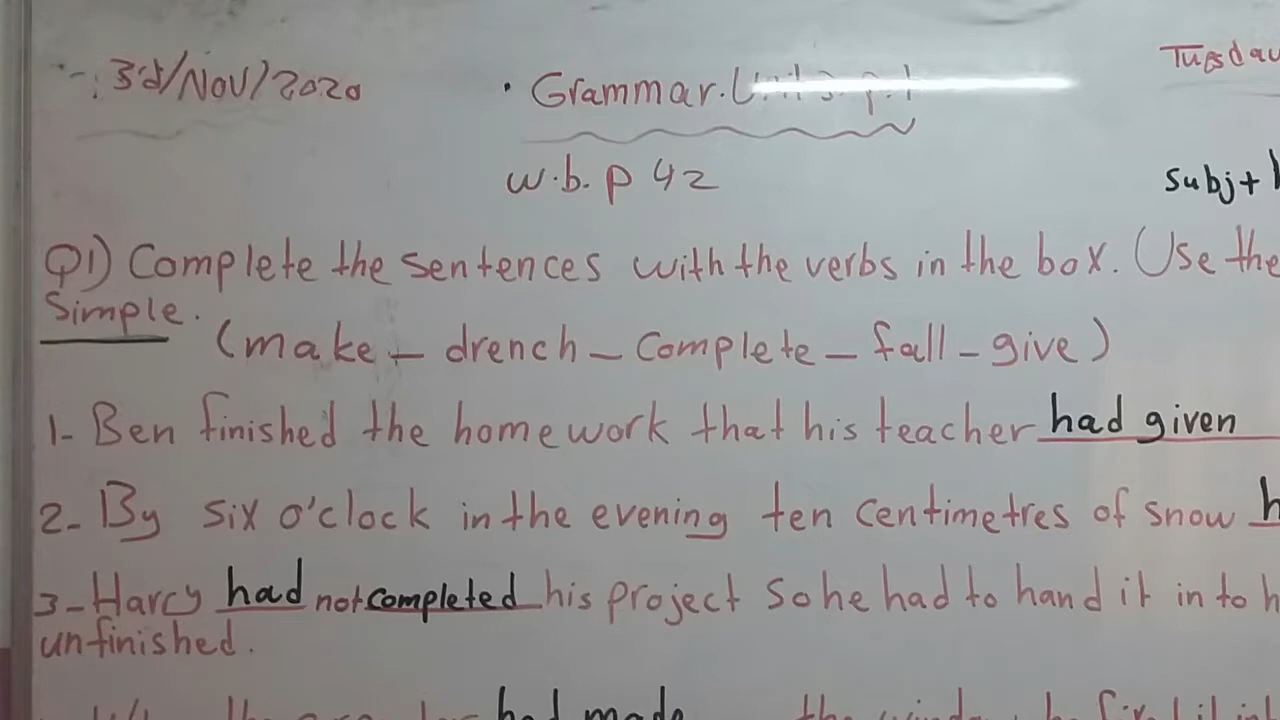 3rd/Nov/2020
Grammar.
Tuesday
w.b. p 42
Subj+
Q1) Complete the sentences with the verbs in the box. (Use the
Simple.
(make - drench - complete - fall - give)
1- Ben finished the homework that his teacher had given
2- By six o'clock in the evening ten centimetres of snow
3- Harcy had not completed his project so he had to hand it in to
unfinished.
had made